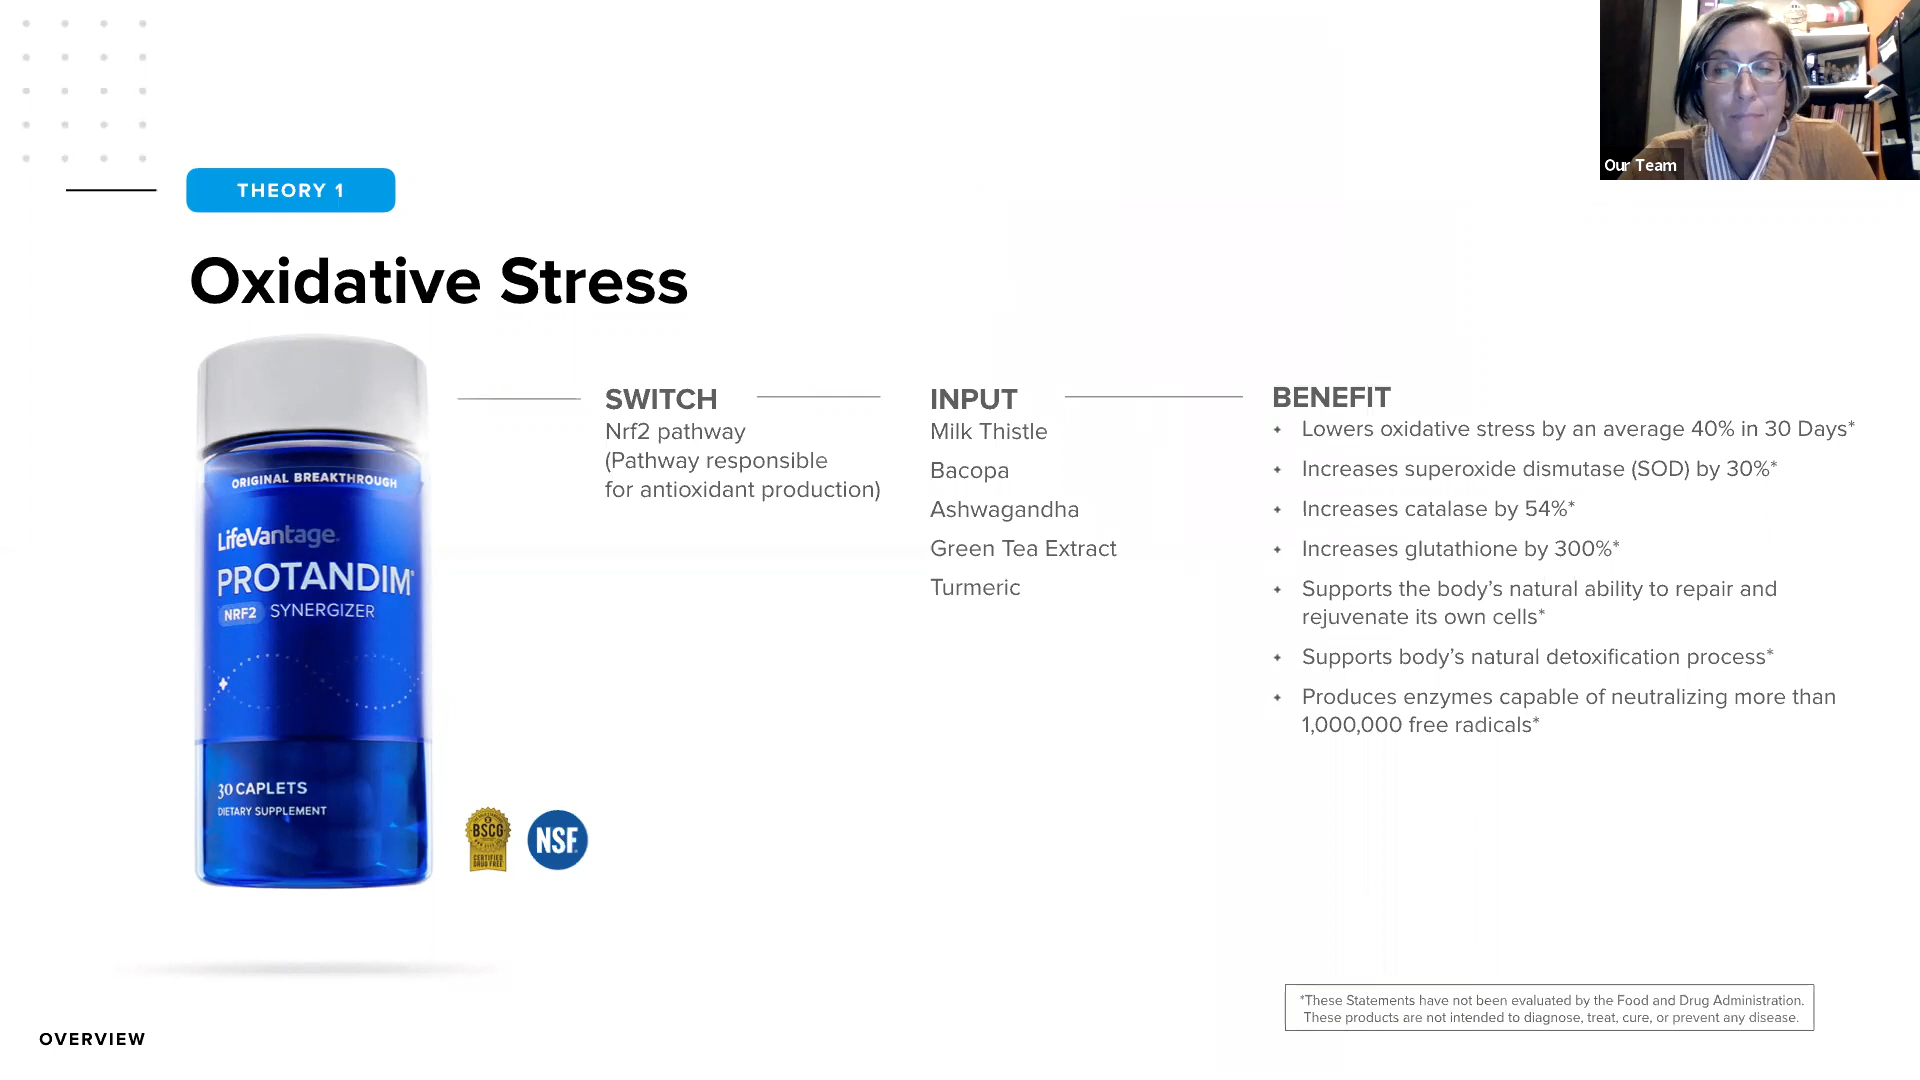 Our Team
THEORY 1
Oxidative Stress
ORIGINAL BREAKTHROUGH
LifeVantage
PROTANDIM®
NRF2 SYNERGIZER
30 CAPLETS
DIETARY SUPPLEMENT
BSCG
CERTIFIED
DRUG FREE
NSF
SWITCH
Nrf2 pathway
(Pathway responsible
for antioxidant production)
INPUT
Milk Thistle
Bacopa
Ashwagandha
Green Tea Extract
Turmeric
BENEFIT
Lowers oxidative stress by an average 40% in 30 Days*
Increases superoxide dismutase (SOD) by 30%*
Increases catalase by 54%*
Increases glutathione by 300%*
Supports the body’s natural ability to repair and
rejuvenate its own cells*
Supports body’s natural detoxification process*
Produces enzymes capable of neutralizing more than
1,000,000 free radicals*
*These Statements have not been evaluated by the Food and Drug Administration.
These products are not intended to diagnose, treat, cure, or prevent any disease.
OVERVIEW